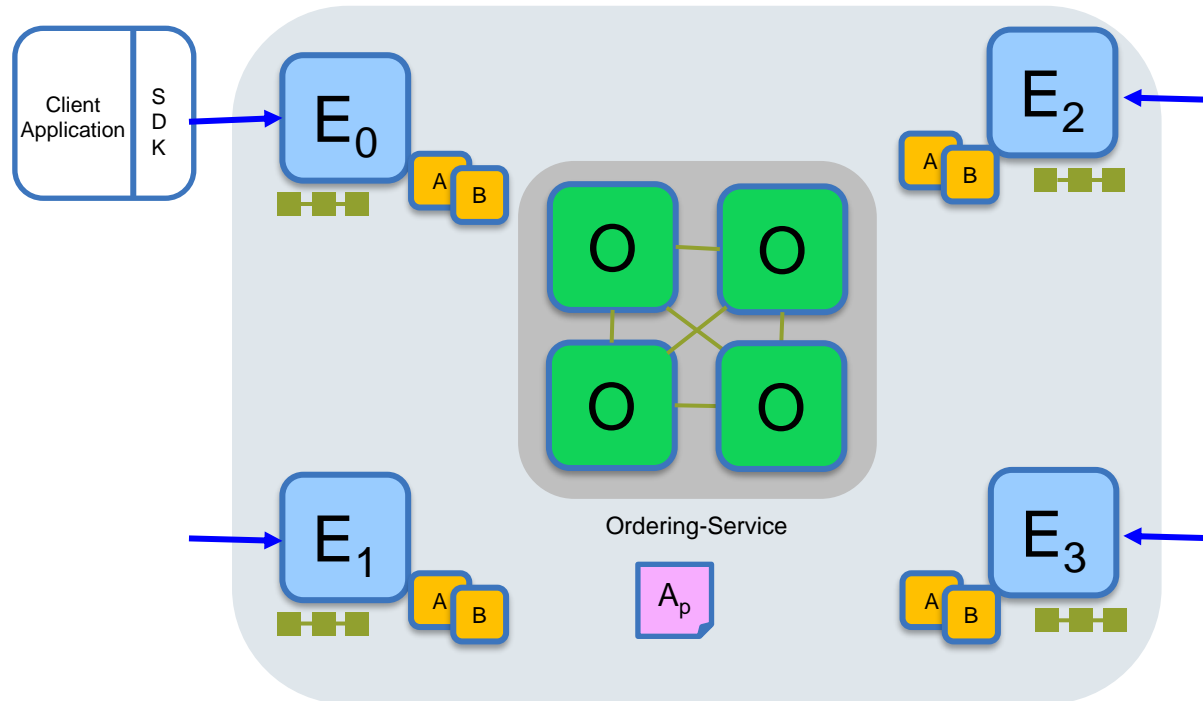 Client
Application
S
D
K
E0
A
B
E2
A
B
O
O
O
O
Ordering-Service
E1
A
B
Ap
E3
A
B